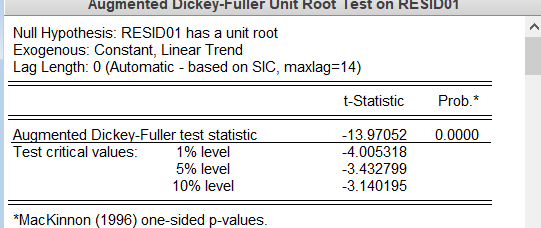 Augmented Dickey-Fuller Unit Root Test on RESID01
Null Hypothesis: RESID01 has a unit root
Exogenous: Constant, Linear Trend
Lag Length: 0 (Automatic - based on SIC, maxlag=14)
t-Statistic Prob.*
Augmented Dickey-Fuller test statistic -13.97052 0.0000
Test critical values: 1% level -4.005318
5% level -3.432799
10% level -3.140195
*MacKinnon (1996) one-sided p-values.